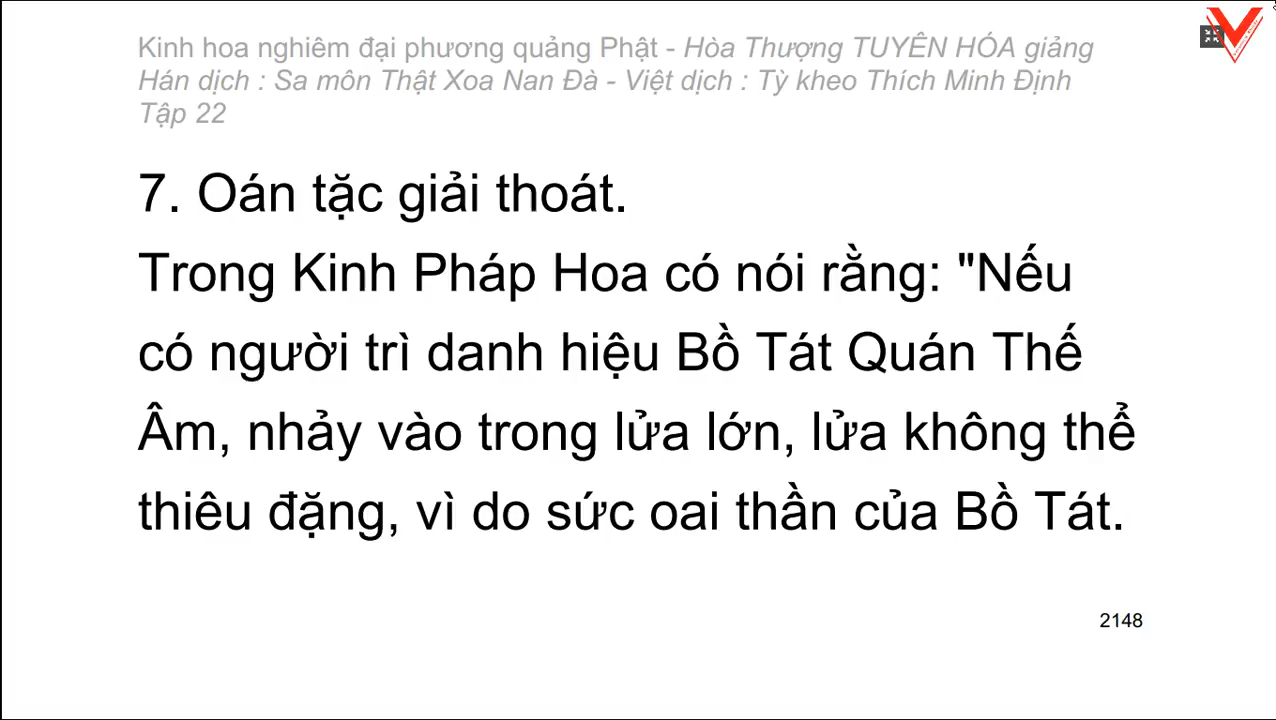 Kinh hoa nghiêm đại phương quảng Phật - Hòa Thượng TUYÊN HÓA giảng
Hán dịch : Sa môn Thật Xoa Nan Đà - Việt dịch : Tỳ kheo Thích Minh Định
Tập 22
7. Oán tặc giải thoát.
Trong Kinh Pháp Hoa có nói rằng: "Nếu
có người trì danh hiệu Bồ Tát Quán Thế
Âm, nhảy vào trong lửa lớn, lửa không thể
thiêu đặng, vì do sức oai thần của Bồ Tát.
2148